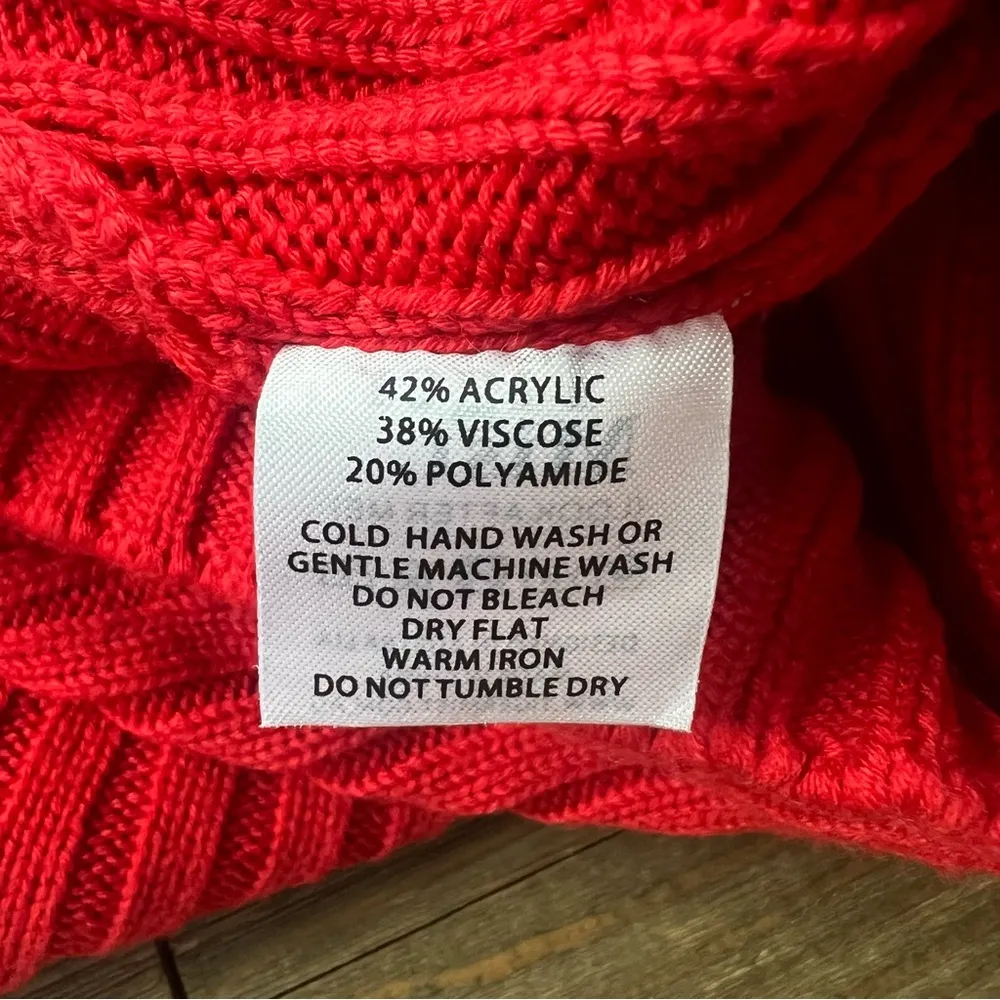 42% ACRYLIC
38% VISCOSE
20% POLYAMIDE
COLD HAND WASH OR
GENTLE MACHINE WASH
DO NOT BLEACH
DRY FLAT
WARM IRON
DO NOT TUMBLE DRY